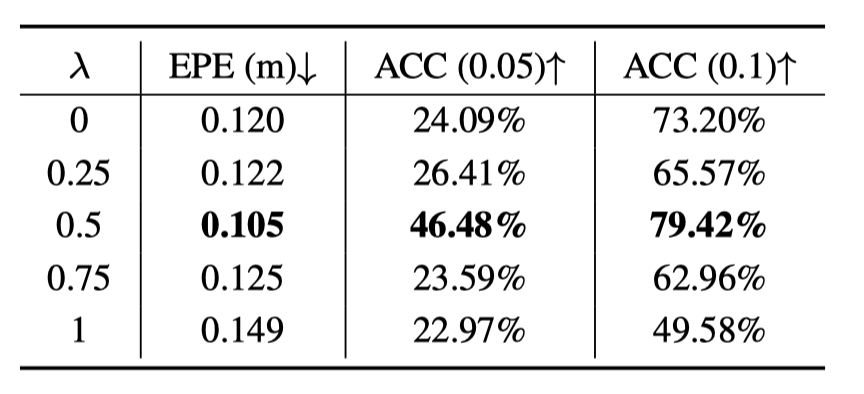 λ EPE (m)↓ ACC (0.05)↑ ACC (0.1)↑
0 0.120 24.09% 73.20%
0.25 0.122 26.41% 65.57%
0.5 0.105 46.48% 79.42%
0.75 0.125 23.59% 62.96%
1 0.149 22.97% 49.58%